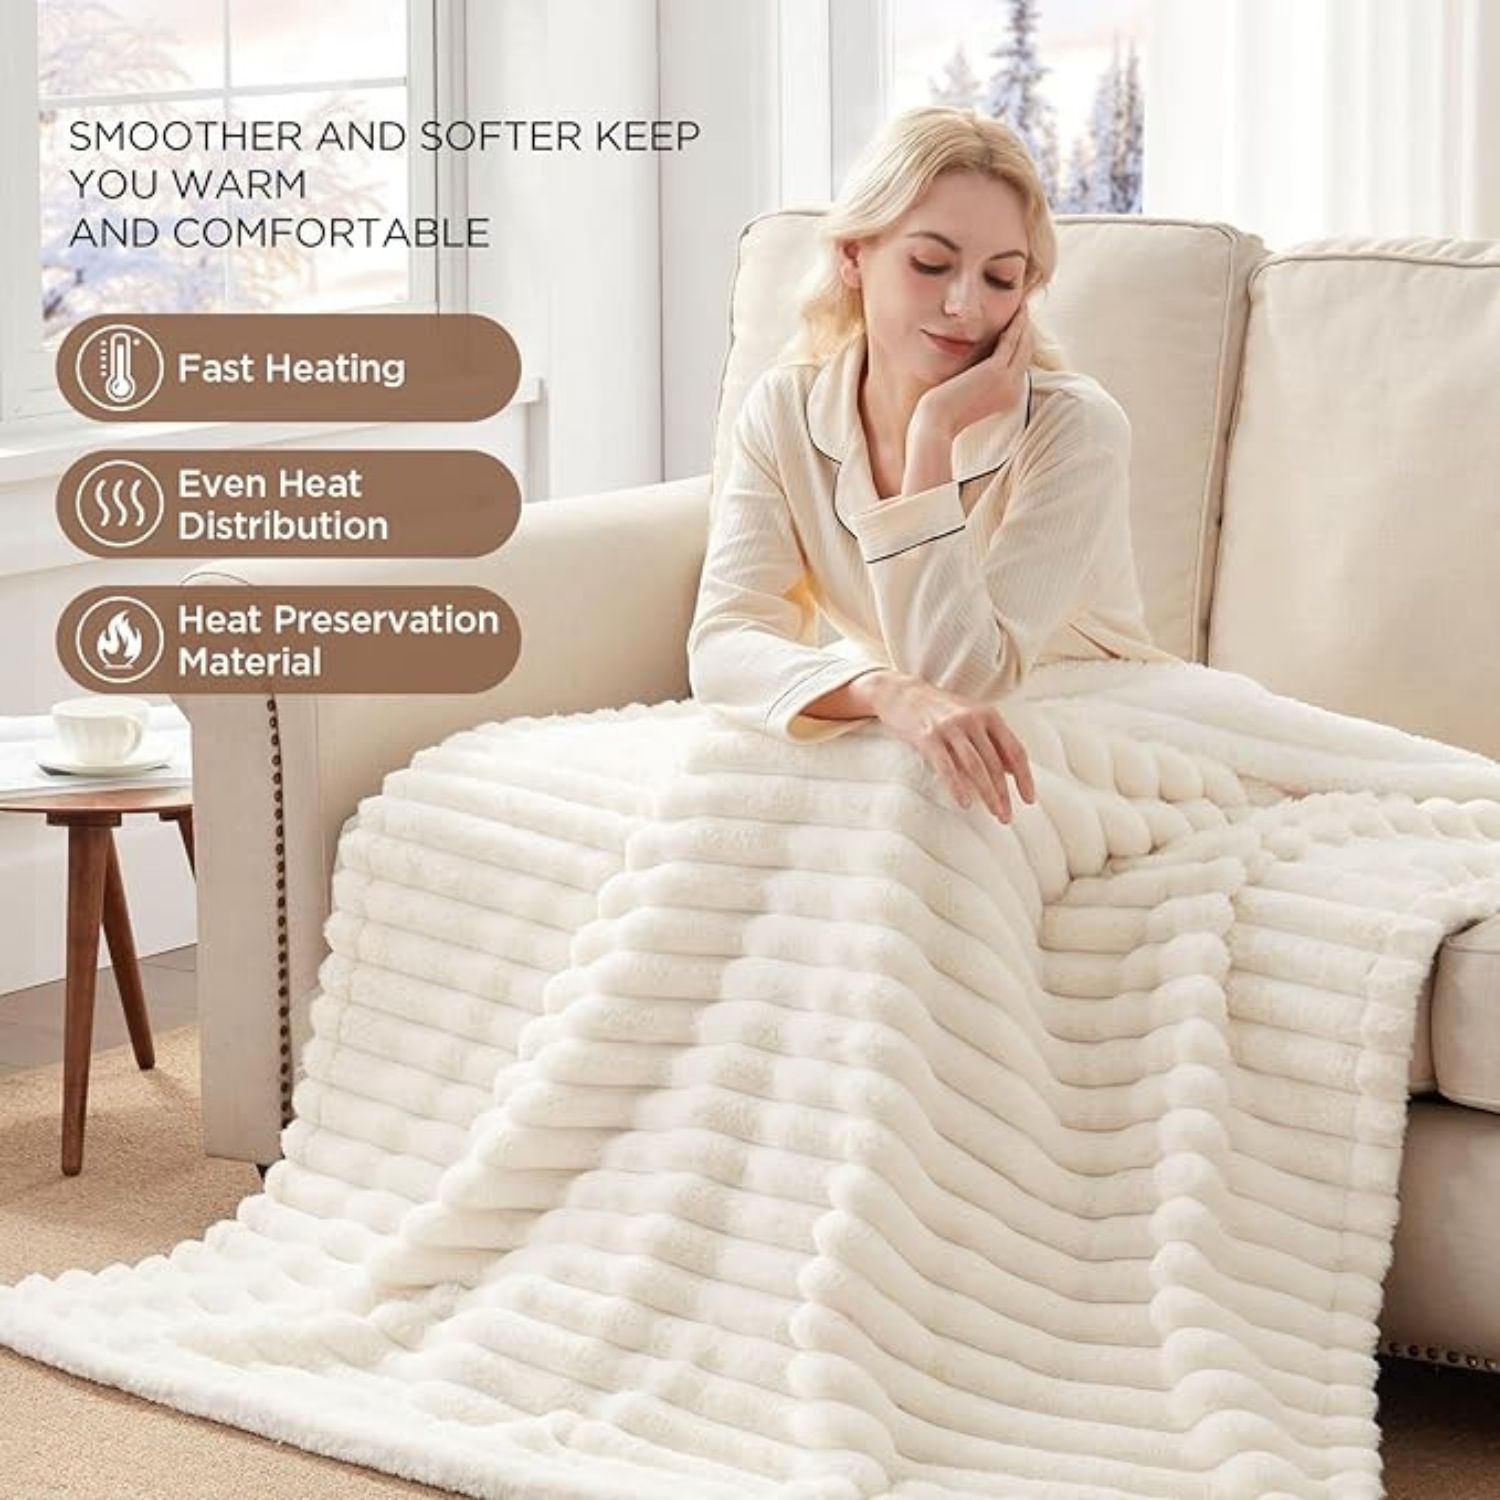 SMOOTHER AND SOFTER KEEP
YOU WARM
AND COMFORTABLE
Fast Heating
Even Heat
Distribution
Heat Preservation
Material